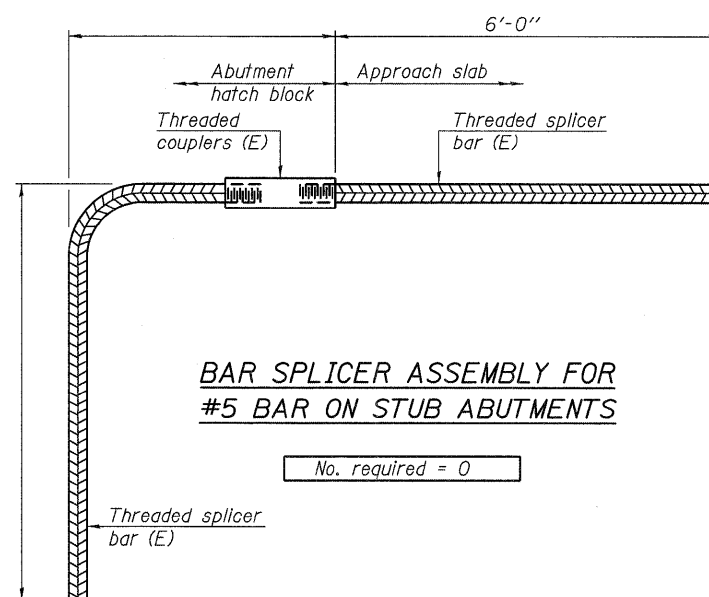 6'-0"
Abutment
hatch block
Approach slab
Threaded
couplers (E)
Threaded splicer
bar (E)
BAR SPLICER ASSEMBLY FOR
#5 BAR ON STUB ABUTMENTS
No. required = 0
Threaded splicer
bar (E)